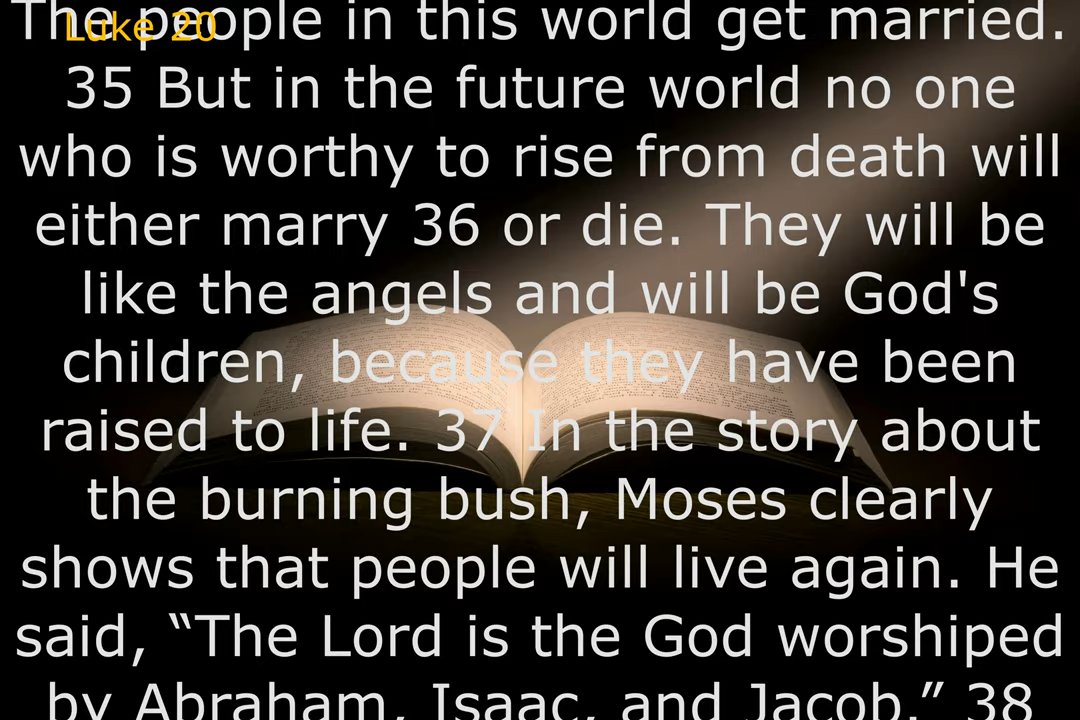 Luke 20
The people in this world get married.
35 But in the future world no one
who is worthy to rise from death will
either marry 36 or die. They will be
like the angels and will be God's
children, because they have been
raised to life. 37 In the story about
the burning bush, Moses clearly
shows that people will live again. He
said, “The Lord is the God worshiped
by Abraham, Isaac, and Jacob.” 38